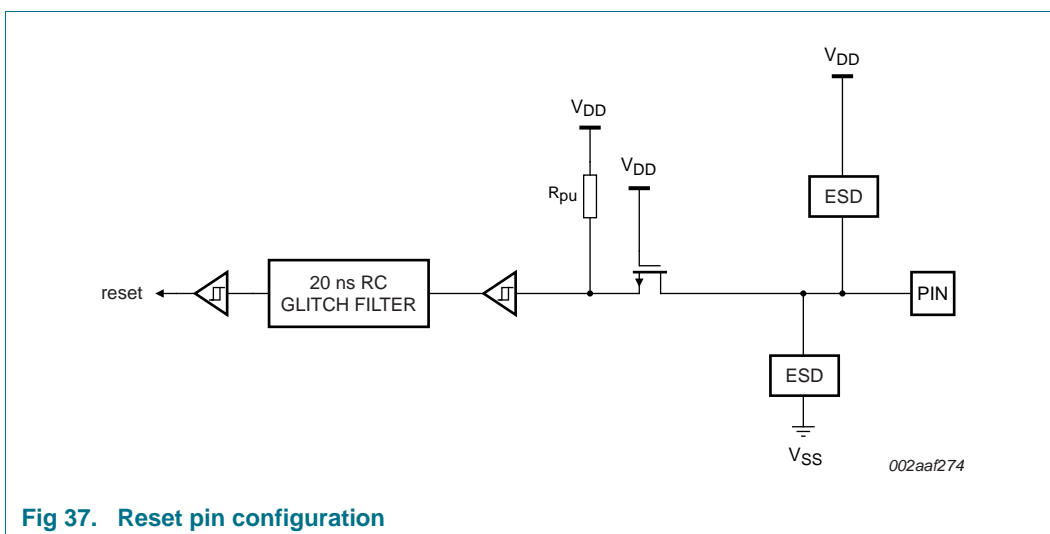 VDD
VDD
VDD
Rpu
ESD
reset
20 ns RC
GLITCH FILTER
PIN
ESD
VSS
002aaf274
Fig 37. Reset pin configuration